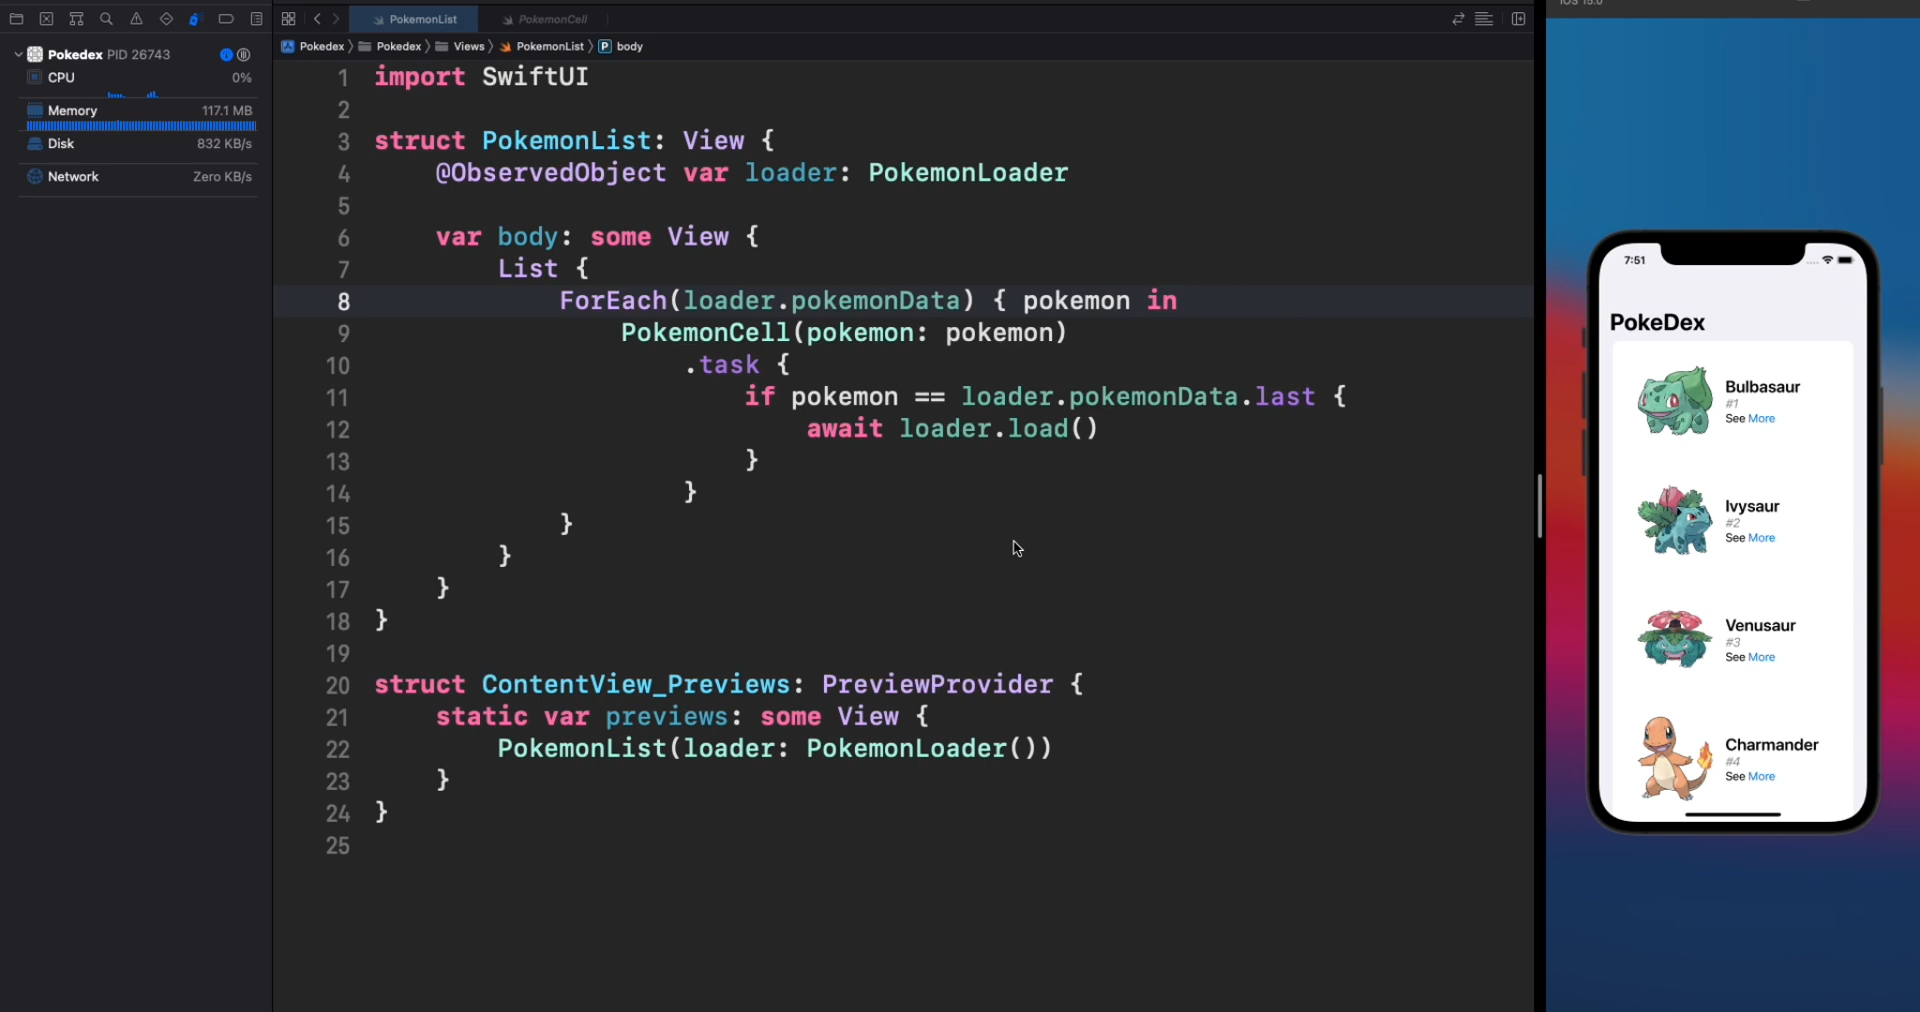 Pokedex PID 26743
CPU 0%
Memory 117.1 MB
Disk 832 KB/s
Network Zero KB/s
PokemonList PokemonCell
Pokedex Pokedex Views PokemonList P body
1 import SwiftUI
2
3 struct PokemonList: View {
4 @ObservedObject var loader: PokemonLoader
5
6 var body: some View {
7 List {
8 ForEach(loader.pokemonData) { pokemon in
9 PokemonCell(pokemon: pokemon)
10 .task {
11 if pokemon == loader.pokemonData.last {
12 await loader.load()
13 }
14 }
15 }
16 }
17 }
18 }
19
20 struct ContentView_Previews: PreviewProvider {
21 static var previews: some View {
22 PokemonList(loader: PokemonLoader())
23 }
24 }
25
iOS 15.0
7:51
PokeDex
Bulbasaur
#1
See More
Ivysaur
#2
See More
Venusaur
#3
See More
Charmander
#4
See More